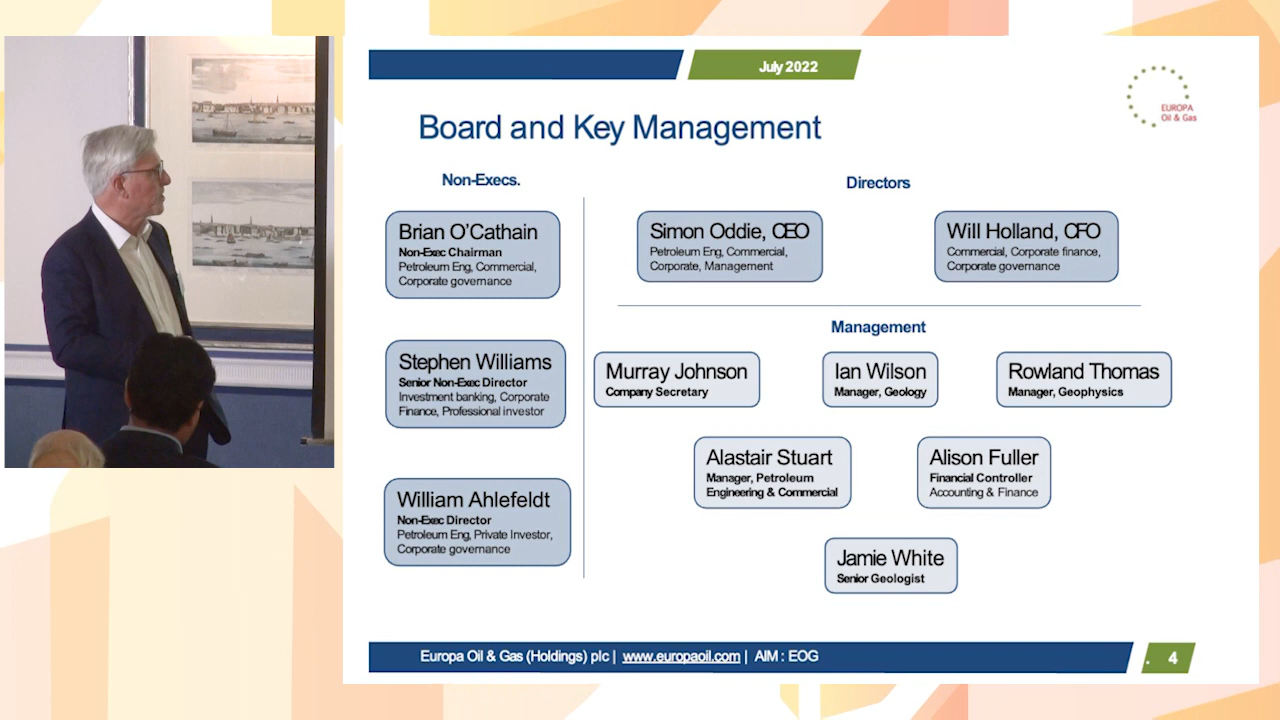 July 2022
EUROPA
Oil & Gas
Board and Key Management
Non-Execs.
Brian O'Cathain
Non-Exec Chairman
Petroleum Eng, Commercial,
Corporate governance
Stephen Williams
Senior Non-Exec Director
Investment banking, Corporate
Finance, Professional investor
William Ahlefeldt
Non-Exec Director
Petroleum Eng, Private Investor,
Corporate governance
Directors
Simon Oddie, CEO
Petroleum Eng, Commercial,
Corporate, Management
Will Holland, CFO
Commercial, Corporate finance,
Corporate governance
Management
Murray Johnson
Company Secretary
Ian Wilson
Manager, Geology
Rowland Thomas
Manager, Geophysics
Alastair Stuart
Manager, Petroleum
Engineering & Commercial
Alison Fuller
Financial Controller
Accounting & Finance
Jamie White
Senior Geologist
Europa Oil & Gas (Holdings) plc | www.europaoil.com | AIM : EOG
. 4